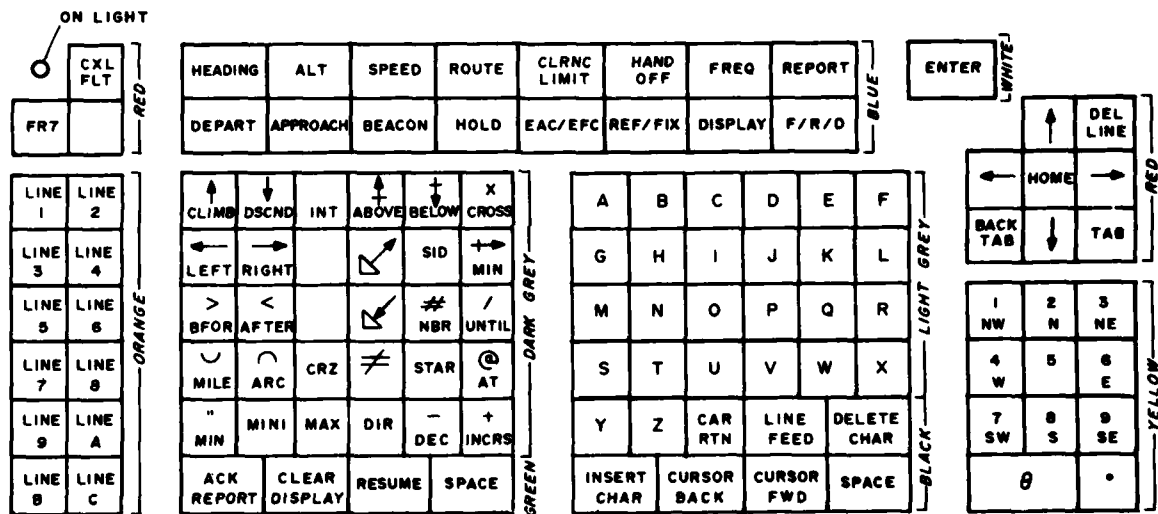 ON LIGHT
CXL FLT
FR7
RED
HEADING ALT SPEED ROUTE CLRNC LIMIT HAND OFF FREQ REPORT
DEPART APPROACH BEACON HOLD EAC/EFC REF/FIX DISPLAY F/R/D
BLUE
ENTER
WHITE
↑ DEL LINE
← HOME →
BACK TAB ↓ TAB
RED
LINE 1 LINE 2
LINE 3 LINE 4
LINE 5 LINE 6
LINE 7 LINE 8
LINE 9 LINE A
LINE B LINE C
ORANGE
↑ CLIMB ↓ DSCND INT ABOVE BELOW X CROSS
← LEFT → RIGHT SID MIN
> BFOR < AFTER # NBR / UNTIL
MILE ARC CRZ ≠ STAR @ AT
" MIN MINI MAX DIR – DEC + INCRS
DARK GREY
ACK REPORT CLEAR DISPLAY RESUME SPACE
GREEN
A B C D E F
G H I J K L
M N O P Q R
S T U V W X
LIGHT GREY
Y Z CAR RTN LINE FEED DELETE CHAR
INSERT CHAR CURSOR BACK CURSOR FWD SPACE
BLACK
1 NW 2 N 3 NE
4 W 5 6 E
7 SW 8 S 9 SE
θ •
YELLOW